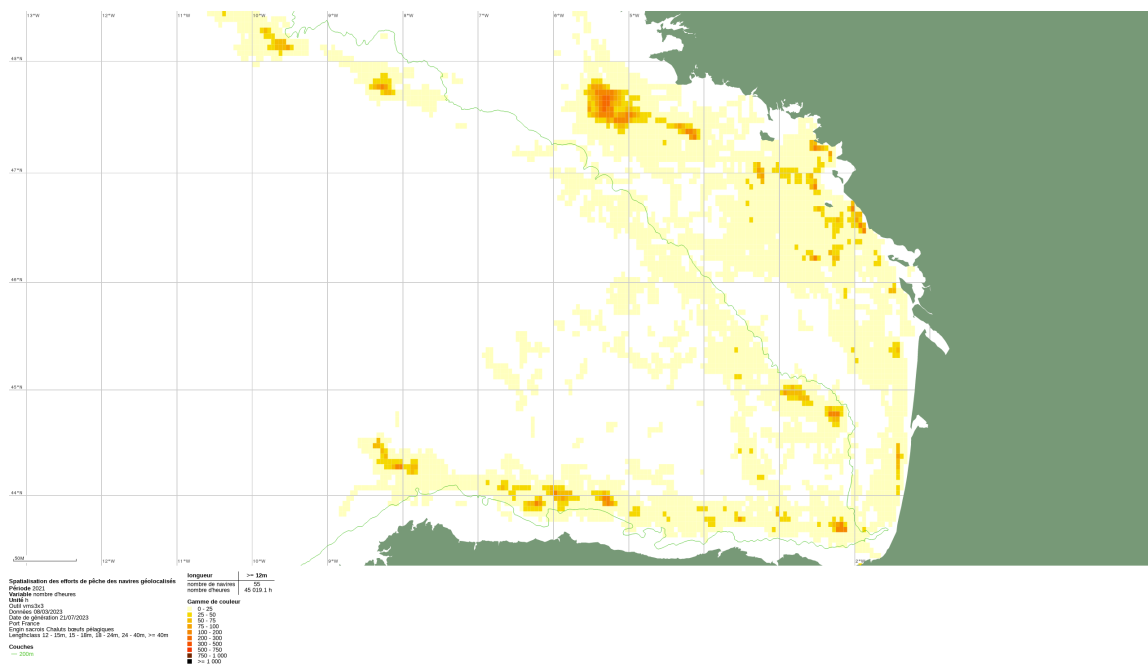 13°W 12°W 11°W 10°W 9°W 8°W 7°W 6°W 5°W
48°N
47°N
46°N
45°N
44°N
50M
12°W 11°W 10°W 9°W 2°W
Spatialisation des efforts de pêche des navires géolocalisés
Période 2021
Variable nombre d'heures
Unité h
Outil vms3x3
Données 08/03/2023
Date de génération 21/07/2023
Port France
Engin sacrois Chaluts bœufs pélagiques
Lengthclass 12 - 15m, 15 - 18m, 18 - 24m, 24 - 40m, >= 40m
Couches
200m
longueur >= 12m
nombre de navires 55
nombre d'heures 45 019.1 h
Gamme de couleur
0 - 25
25 - 50
50 - 75
75 - 100
100 - 200
200 - 300
300 - 500
500 - 750
750 - 1 000
>= 1 000